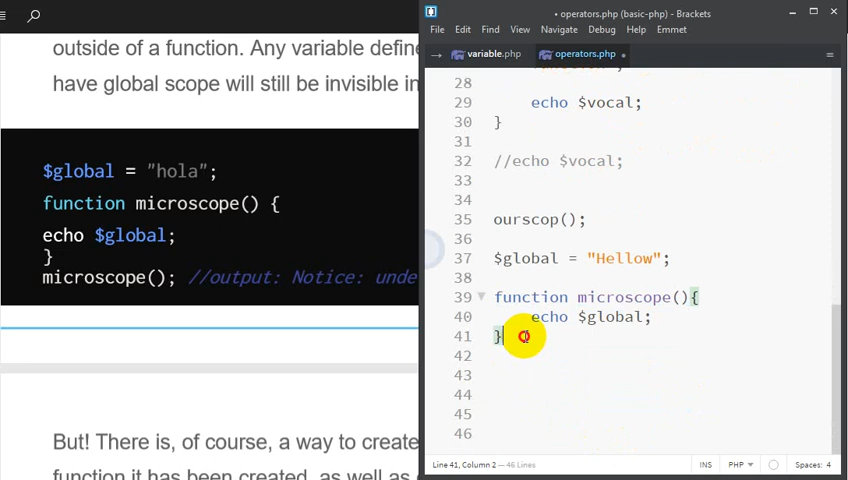 outside of a function. Any variable define
have global scope will still be invisible in
$global = "hola";
function microscope() {
echo $global;
}
microscope(); //output: Notice: unde
But! There is, of course, a way to create
function it has been created, as well as
• operators.php (basic-php) - Brackets
File Edit Find View Navigate Debug Help Emmet
variable.php operators.php
28
29 echo $vocal;
30 }
31
32 //echo $vocal;
33
34
35 ourscop();
36
37 $global = "Hellow";
38
39 function microscope(){
40 echo $global;
41 }
42
43
44
45
46
Line 41, Column 2 — 46 Lines
INS PHP Spaces: 4